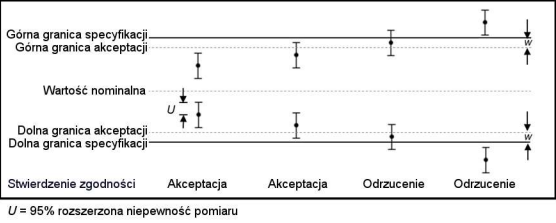 Górna granica specyfikacji
Górna granica akceptacji
w
Wartość nominalna
U
Dolna granica akceptacji
Dolna granica specyfikacji
w
Stwierdzenie zgodności Akceptacja Akceptacja Odrzucenie Odrzucenie
U = 95% rozszerzona niepewność pomiaru